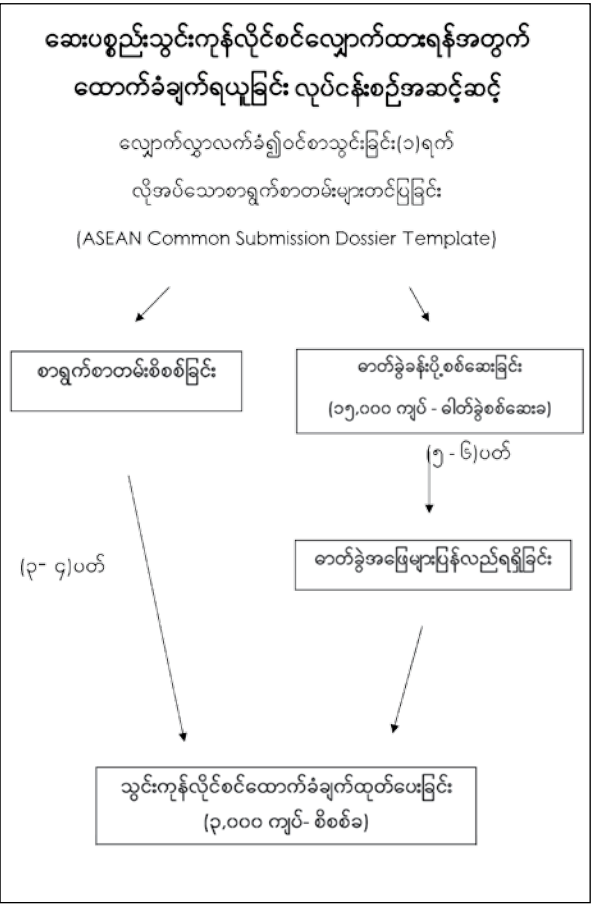 ဆေးပစ္စည်းသွင်းကုန်လိုင်စင်လျှောက်ထားရန်အတွက်
ထောက်ခံချက်ရယူခြင်း လုပ်ငန်းစဉ်အဆင့်ဆင့်
လျှောက်လွှာလက်ခံ၍ဝင်စာသွင်းခြင်း(၁)ရက်
လိုအပ်သောစာရွက်စာတမ်းများတင်ပြခြင်း
(ASEAN Common Submission Dossier Template)
စာရွက်စာတမ်းစိစစ်ခြင်း
ဓာတ်ခွဲခန်းပို့စစ်ဆေးခြင်း
(၁၅,၀၀၀ ကျပ် - ဓါတ်ခွဲစစ်ဆေးခ)
(၅ - ၆)ပတ်
ဓာတ်ခွဲအဖြေများပြန်လည်ရရှိခြင်း
(၃- ၄)ပတ်
သွင်းကုန်လိုင်စင်ထောက်ခံချက်ထုတ်ပေးခြင်း
(၃,၀၀၀ ကျပ်- စိစစ်ခ)